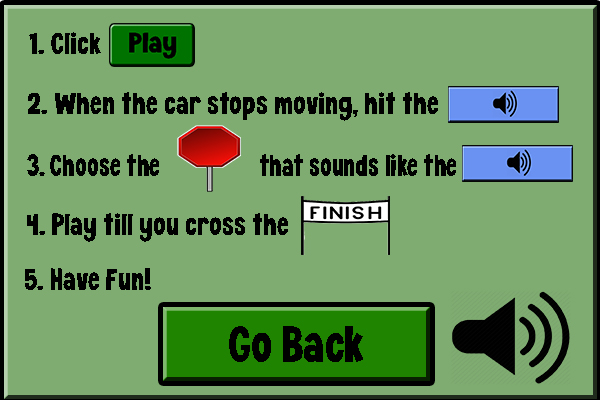 1. Click Play
2. When the car stops moving, hit the
3. Choose the that sounds like the
4. Play till you cross the FINISH
5. Have Fun!
Go Back